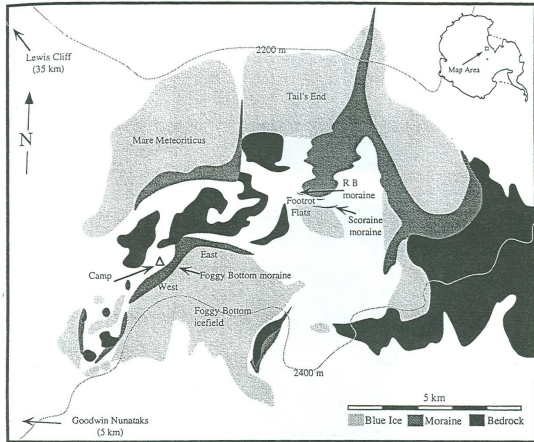 Lewis Cliff
(35 km)
2200 m
Map Area
N
Tail's End
Mare Meteoriticus
R B
moraine
Footrot
Flats
Scoraine
moraine
East
Camp
Foggy Bottom moraine
West
Foggy Bottom
icefield
2400 m
5 km
Goodwin Nunataks
(5 km)
Blue Ice
Moraine
Bedrock